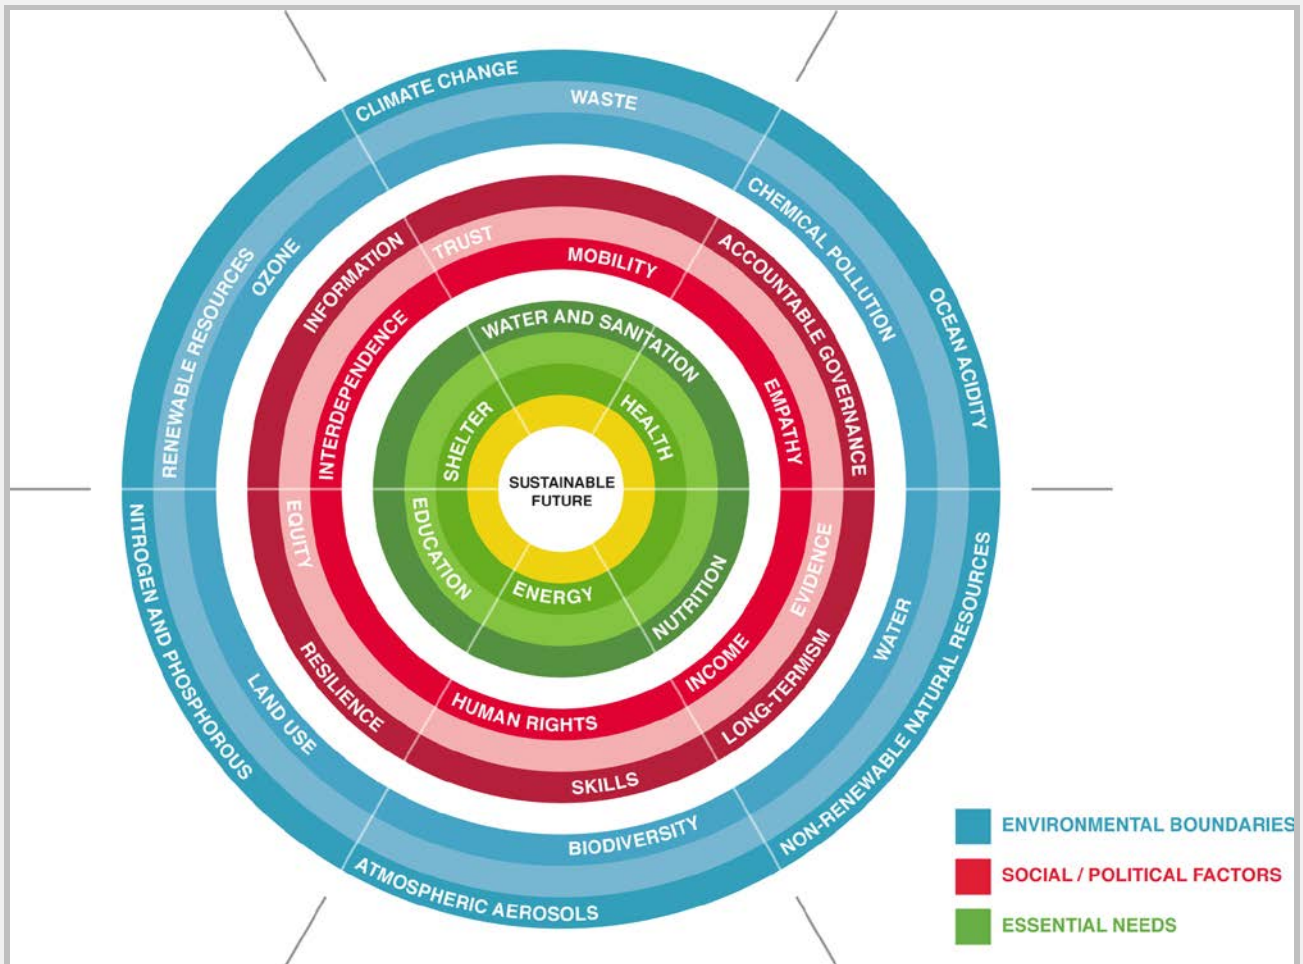 CLIMATE CHANGE
WASTE
CHEMICAL POLLUTION
OCEAN ACIDITY
RENEWABLE RESOURCES
OZONE
INFORMATION
TRUST
MOBILITY
ACCOUNTABLE GOVERNANCE
INTERDEPENDENCE
EMPATHY
WATER AND SANITATION
SHELTER
HEALTH
SUSTAINABLE
FUTURE
EDUCATION
ENERGY
NUTRITION
EQUITY
EVIDENCE
RESILIENCE
HUMAN RIGHTS
INCOME
LONG-TERMISM
SKILLS
NITROGEN AND PHOSPHOROUS
LAND USE
WATER
NON-RENEWABLE NATURAL RESOURCES
BIODIVERSITY
ATMOSPHERIC AEROSOLS
ENVIRONMENTAL BOUNDARIES
SOCIAL / POLITICAL FACTORS
ESSENTIAL NEEDS